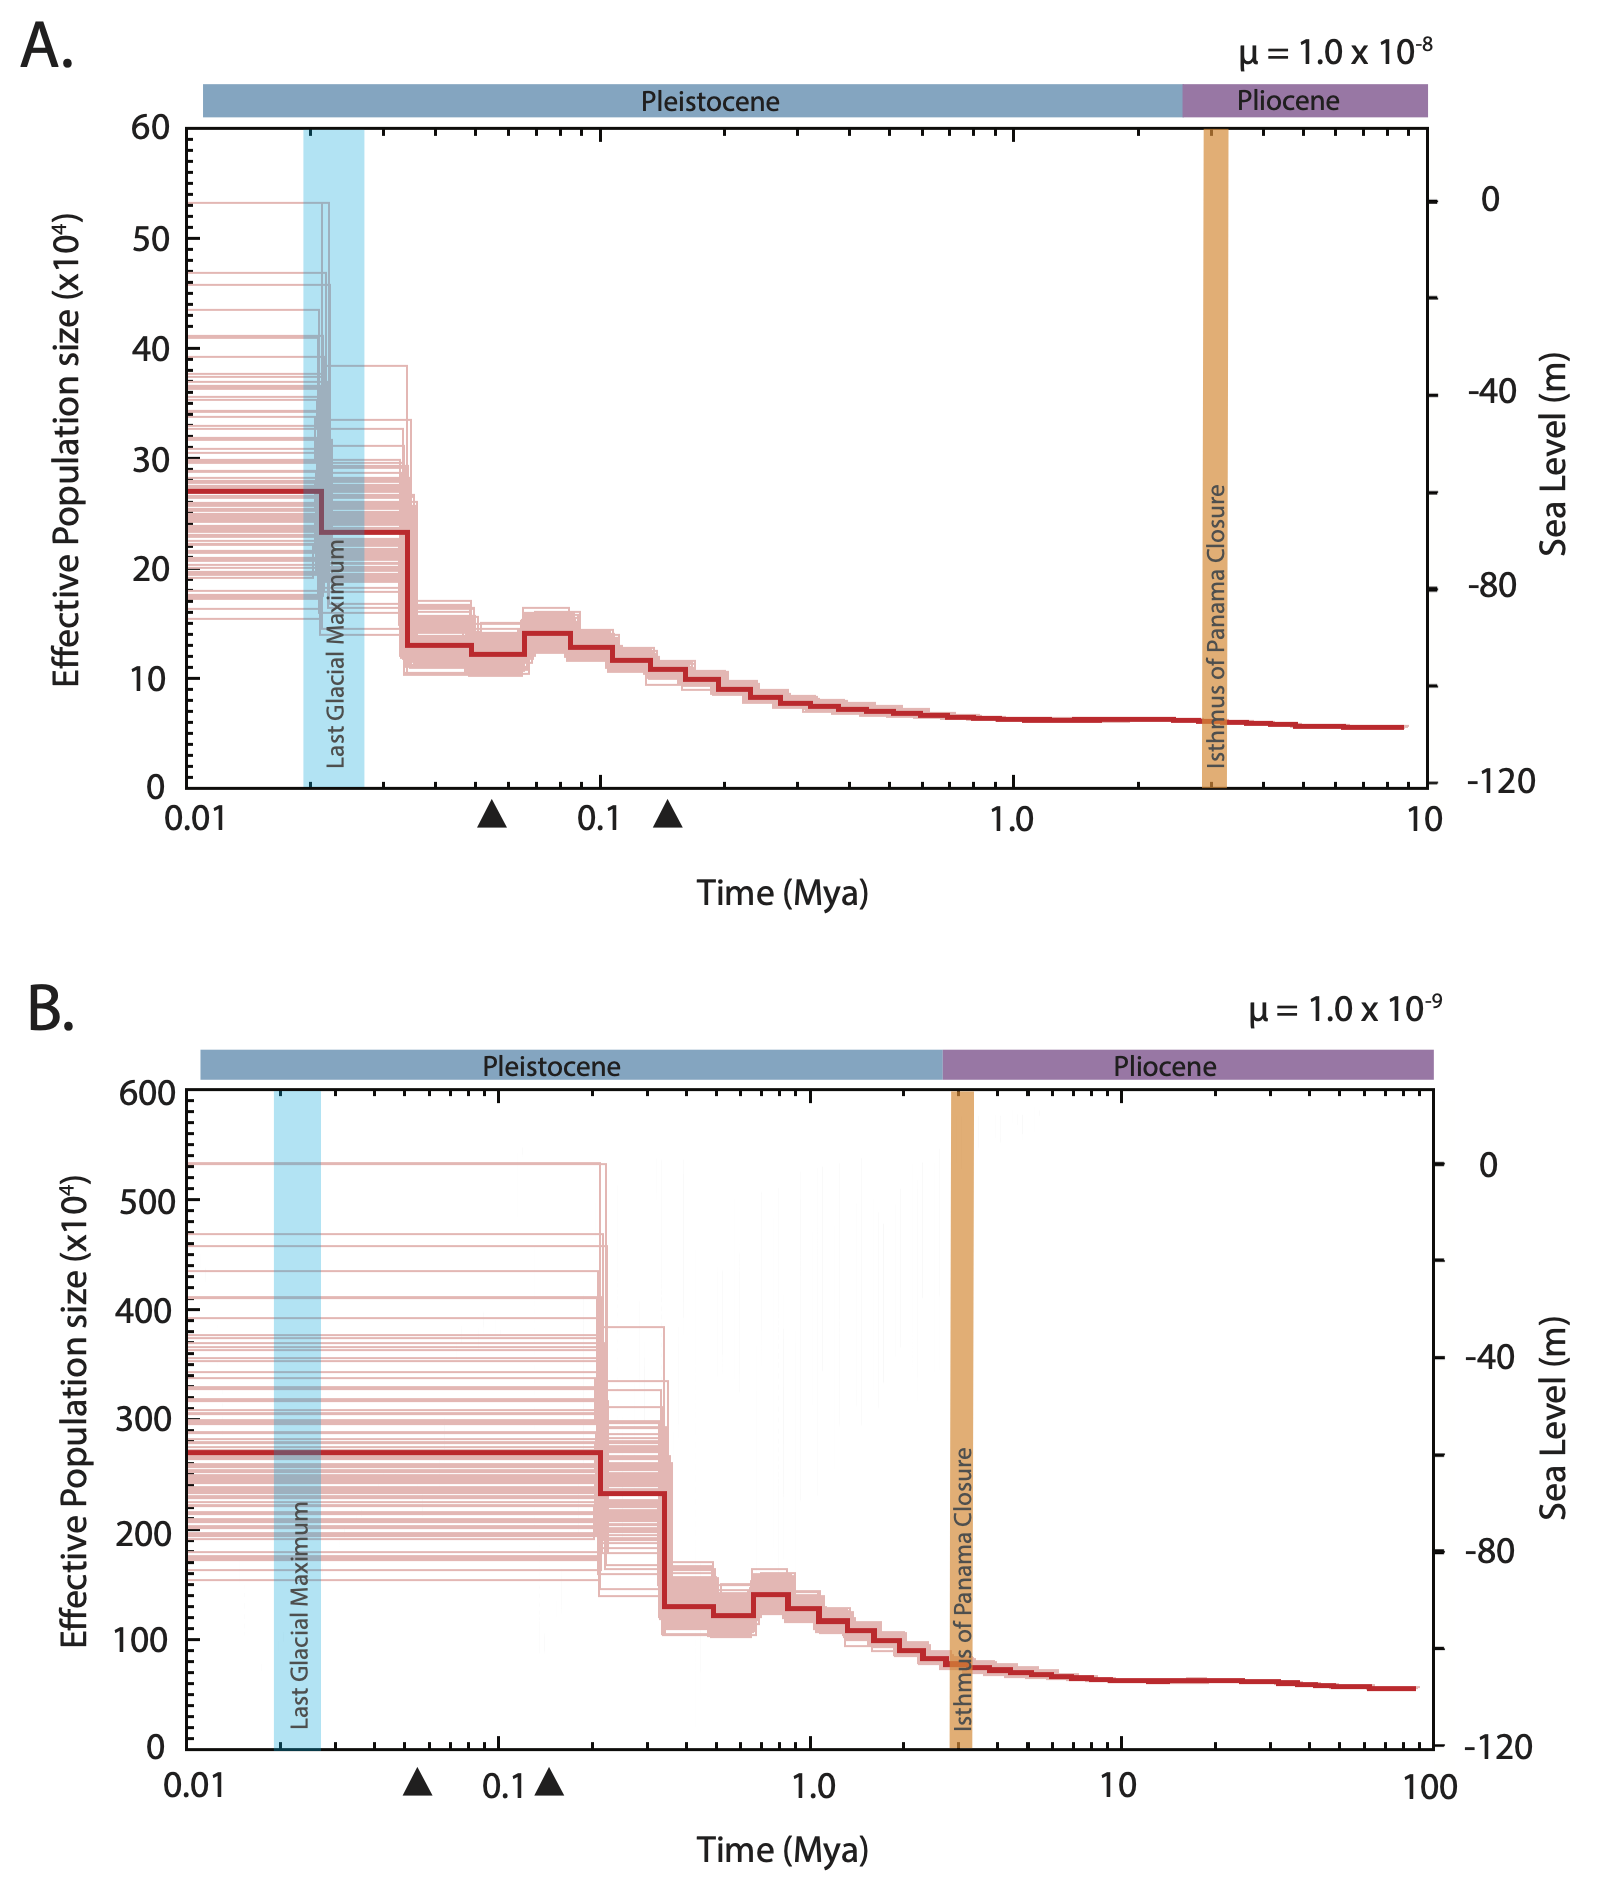 A.
μ = 1.0 x 10⁻⁸
Pleistocene Pliocene
60
50
40
30
20
10
0
Effective Population size (x10⁴)
Last Glacial Maximum
Isthmus of Panama Closure
0
-40
-80
-120
Sea Level (m)
0.01 0.1 1.0 10
Time (Mya)
B.
μ = 1.0 x 10⁻⁹
Pleistocene Pliocene
600
500
400
300
200
100
0
Effective Population size (x10⁴)
Last Glacial Maximum
Isthmus of Panama Closure
0
-40
-80
-120
Sea Level (m)
0.01 0.1 1.0 10 100
Time (Mya)